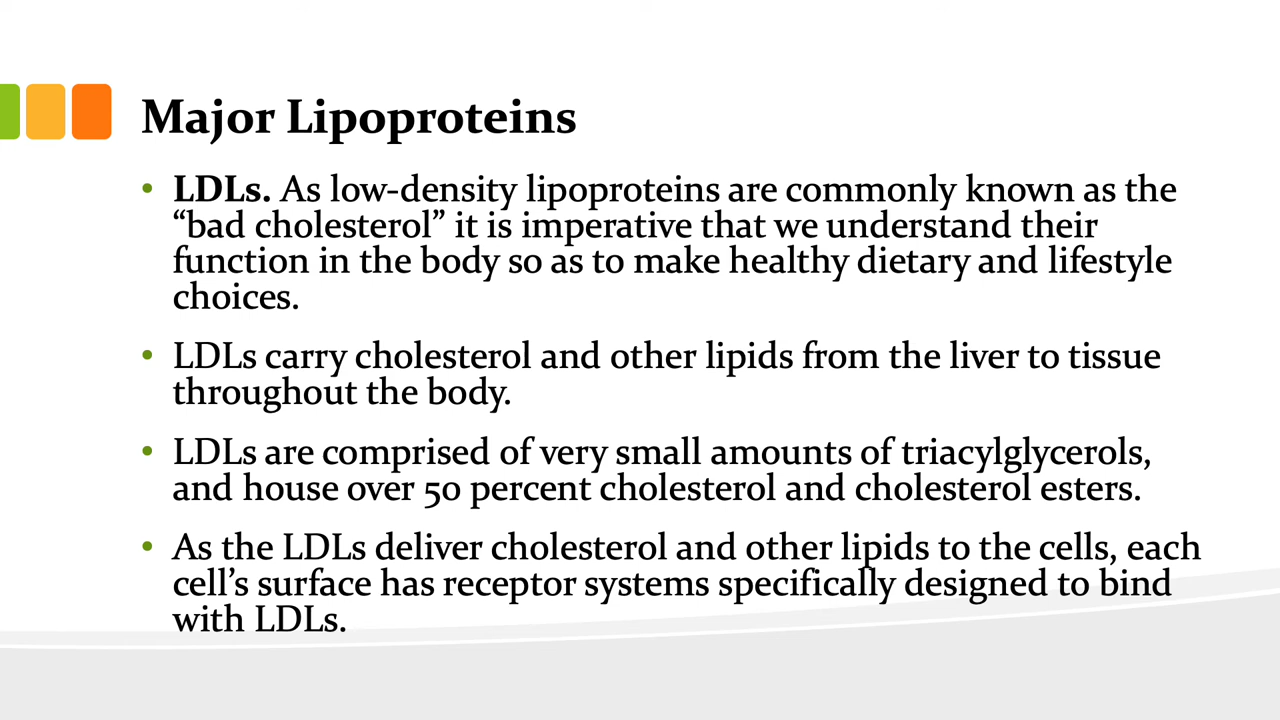 Major Lipoproteins
• LDLs. As low-density lipoproteins are commonly known as the
“bad cholesterol” it is imperative that we understand their
function in the body so as to make healthy dietary and lifestyle
choices.
• LDLs carry cholesterol and other lipids from the liver to tissue
throughout the body.
• LDLs are comprised of very small amounts of triacylglycerols,
and house over 50 percent cholesterol and cholesterol esters.
• As the LDLs deliver cholesterol and other lipids to the cells, each
cell’s surface has receptor systems specifically designed to bind
with LDLs.